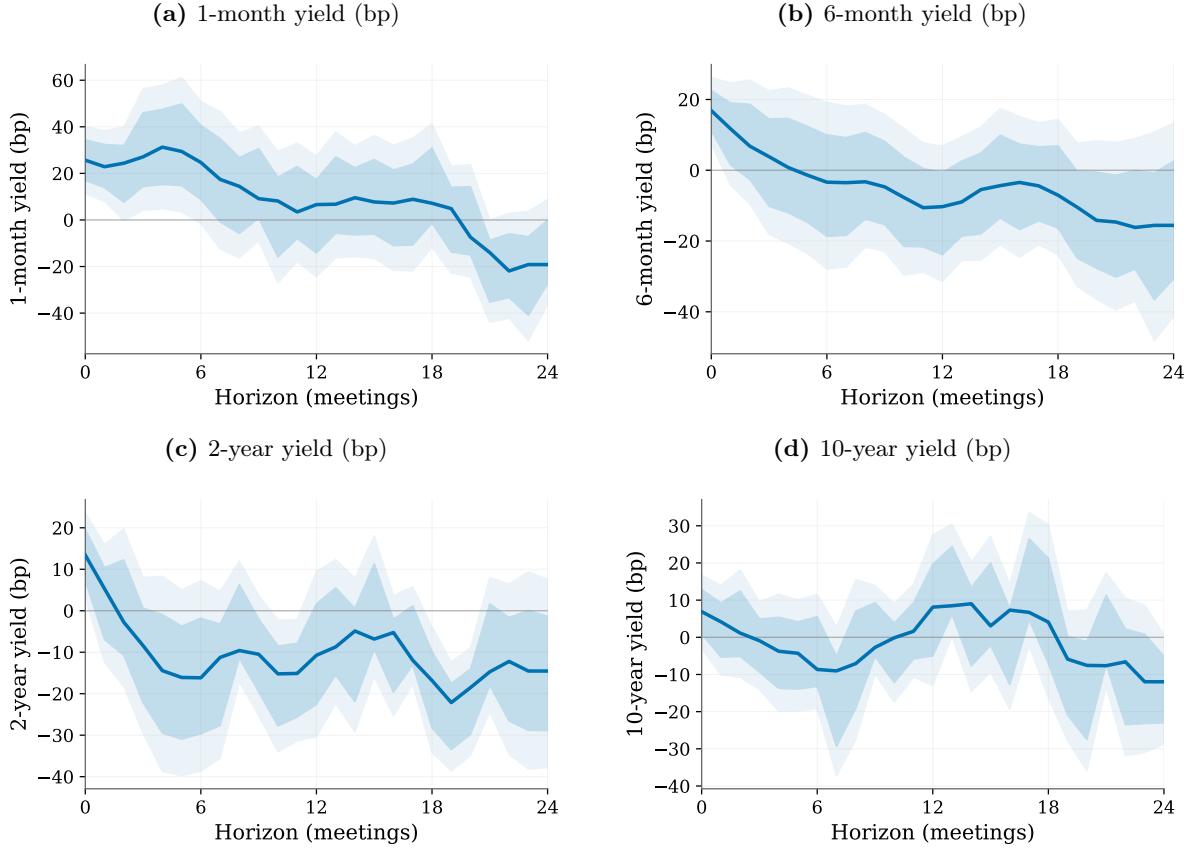 (a) 1-month yield (bp)
1-month yield (bp)
60
40
20
0
−20
−40
0 6 12 18 24
Horizon (meetings)
(b) 6-month yield (bp)
6-month yield (bp)
20
0
−20
−40
0 6 12 18 24
Horizon (meetings)
(c) 2-year yield (bp)
2-year yield (bp)
20
10
0
−10
−20
−30
−40
0 6 12 18 24
Horizon (meetings)
(d) 10-year yield (bp)
10-year yield (bp)
30
20
10
0
−10
−20
−30
−40
0 6 12 18 24
Horizon (meetings)